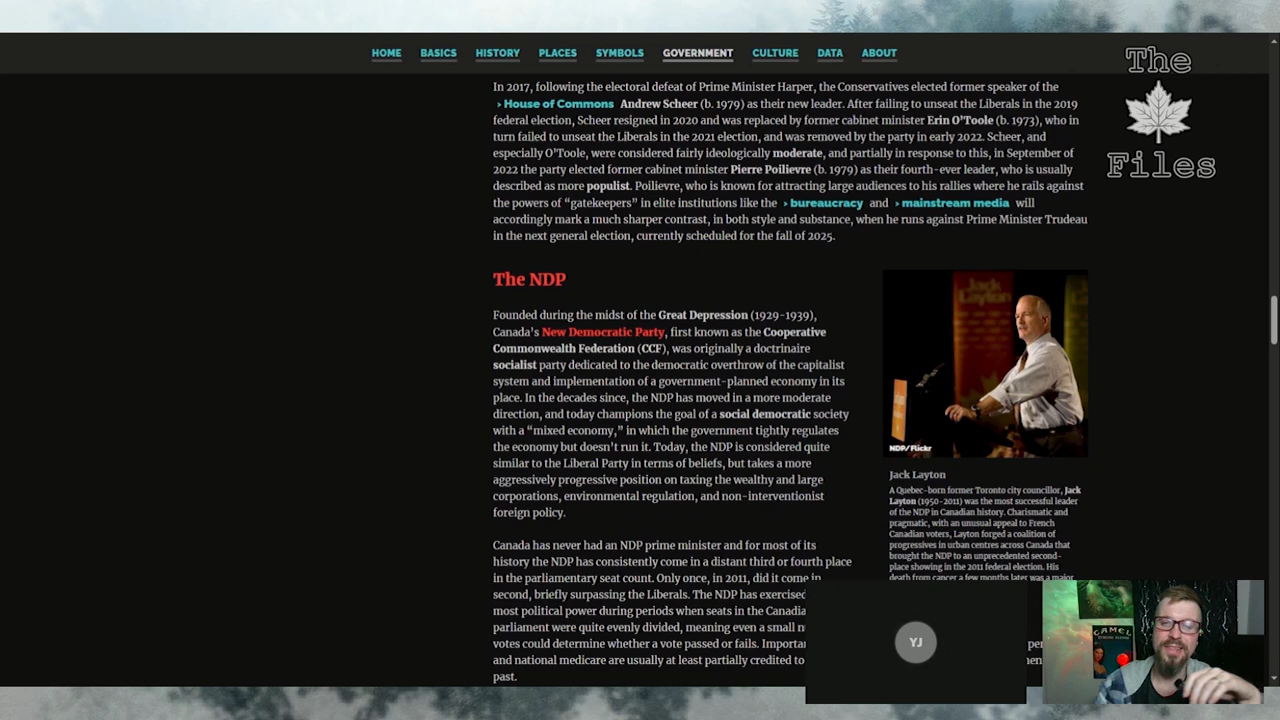 HOME BASICS HISTORY PLACES SYMBOLS GOVERNMENT CULTURE DATA ABOUT
The
Files
In 2017, following the electoral defeat of Prime Minister Harper, the Conservatives elected former speaker of the
› House of Commons Andrew Scheer (b. 1979) as their new leader. After failing to unseat the Liberals in the 2019
federal election, Scheer resigned in 2020 and was replaced by former cabinet minister Erin O’Toole (b. 1973), who in
turn failed to unseat the Liberals in the 2021 election, and was removed by the party in early 2022. Scheer, and
especially O’Toole, were considered fairly ideologically moderate, and partially in response to this, in September of
2022 the party elected former cabinet minister Pierre Poilievre (b. 1979) as their fourth-ever leader, who is usually
described as more populist. Poilievre, who is known for attracting large audiences to his rallies where he rails against
the powers of “gatekeepers” in elite institutions like the › bureaucracy and › mainstream media will
accordingly mark a much sharper contrast, in both style and substance, when he runs against Prime Minister Trudeau
in the next general election, currently scheduled for the fall of 2025.
The NDP
Founded during the midst of the Great Depression (1929-1939),
Canada’s New Democratic Party, first known as the Cooperative
Commonwealth Federation (CCF), was originally a doctrinaire
socialist party dedicated to the democratic overthrow of the capitalist
system and implementation of a government-planned economy in its
place. In the decades since, the NDP has moved in a more moderate
direction, and today champions the goal of a social democratic society
with a “mixed economy,” in which the government tightly regulates
the economy but doesn’t run it. Today, the NDP is considered quite
similar to the Liberal Party in terms of beliefs, but takes a more
aggressively progressive position on taxing the wealthy and large
corporations, environmental regulation, and non-interventionist
foreign policy.
Canada has never had an NDP prime minister and for most of its
history the NDP has consistently come in a distant third or fourth place
in the parliamentary seat count. Only once, in 2011, did it come in
second, briefly surpassing the Liberals. The NDP has exercised
most political power during periods when seats in the Canadia
parliament were quite evenly divided, meaning even a small n
votes could determine whether a vote passed or fails. Importan
and national medicare are usually at least partially credited to
past.
Jack
Layton
NDP/Flickr
Jack Layton
A Quebec-born former Toronto city councillor, Jack
Layton (1950-2011) was the most successful leader
of the NDP in Canadian history. Charismatic and
pragmatic, with an unusual appeal to French
Canadian voters, Layton forged a coalition of
progressives in urban centres across Canada that
brought the NDP to an unprecedented second-
place showing in the 2011 federal election. His
death from cancer a few months later was a major
YJ
CAMEL